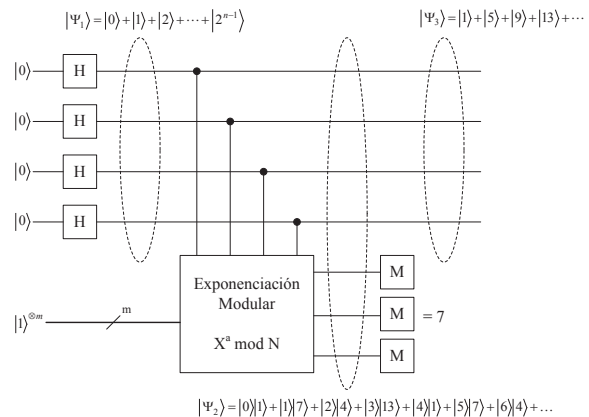 |Ψ₁⟩=|0⟩+|1⟩+|2⟩+⋯+|2ⁿ⁻¹⟩
|Ψ₃⟩=|1⟩+|5⟩+|9⟩+|13⟩+⋯
|0⟩ H
|0⟩ H
|0⟩ H
|0⟩ H
Exponenciación
Modular
Xᵃ mod N
|1⟩⊗ᵐ
m
M
M = 7
M
|Ψ₂⟩=|0⟩|1⟩+|1⟩|7⟩+|2⟩|4⟩+|3⟩|13⟩+|4⟩|1⟩+|5⟩|7⟩+|6⟩|4⟩+…